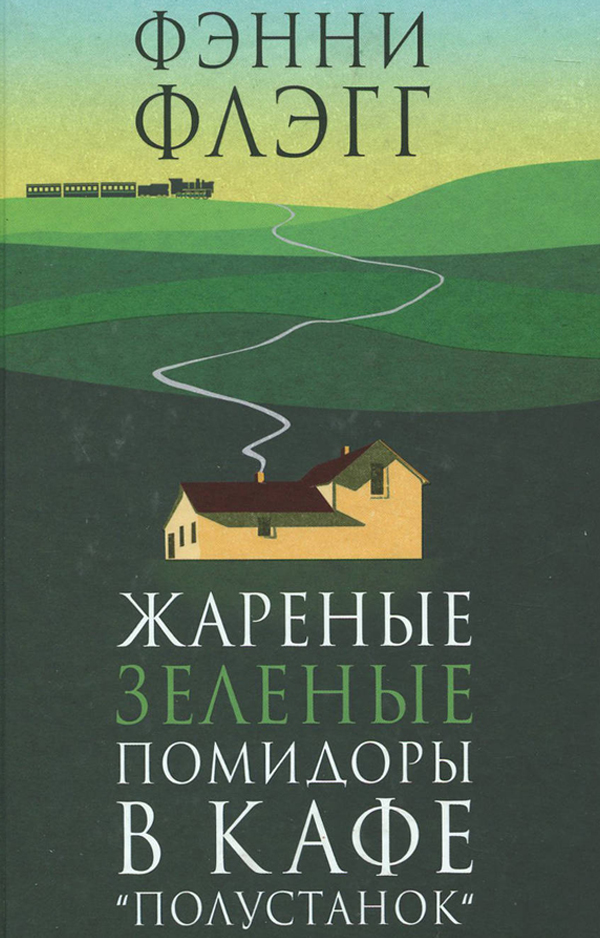 ФЭННИ
ФЛЭГГ
ЖАРЕНЫЕ
ЗЕЛЕНЫЕ
ПОМИДОРЫ
В КАФЕ
"ПОЛУСТАНОК"